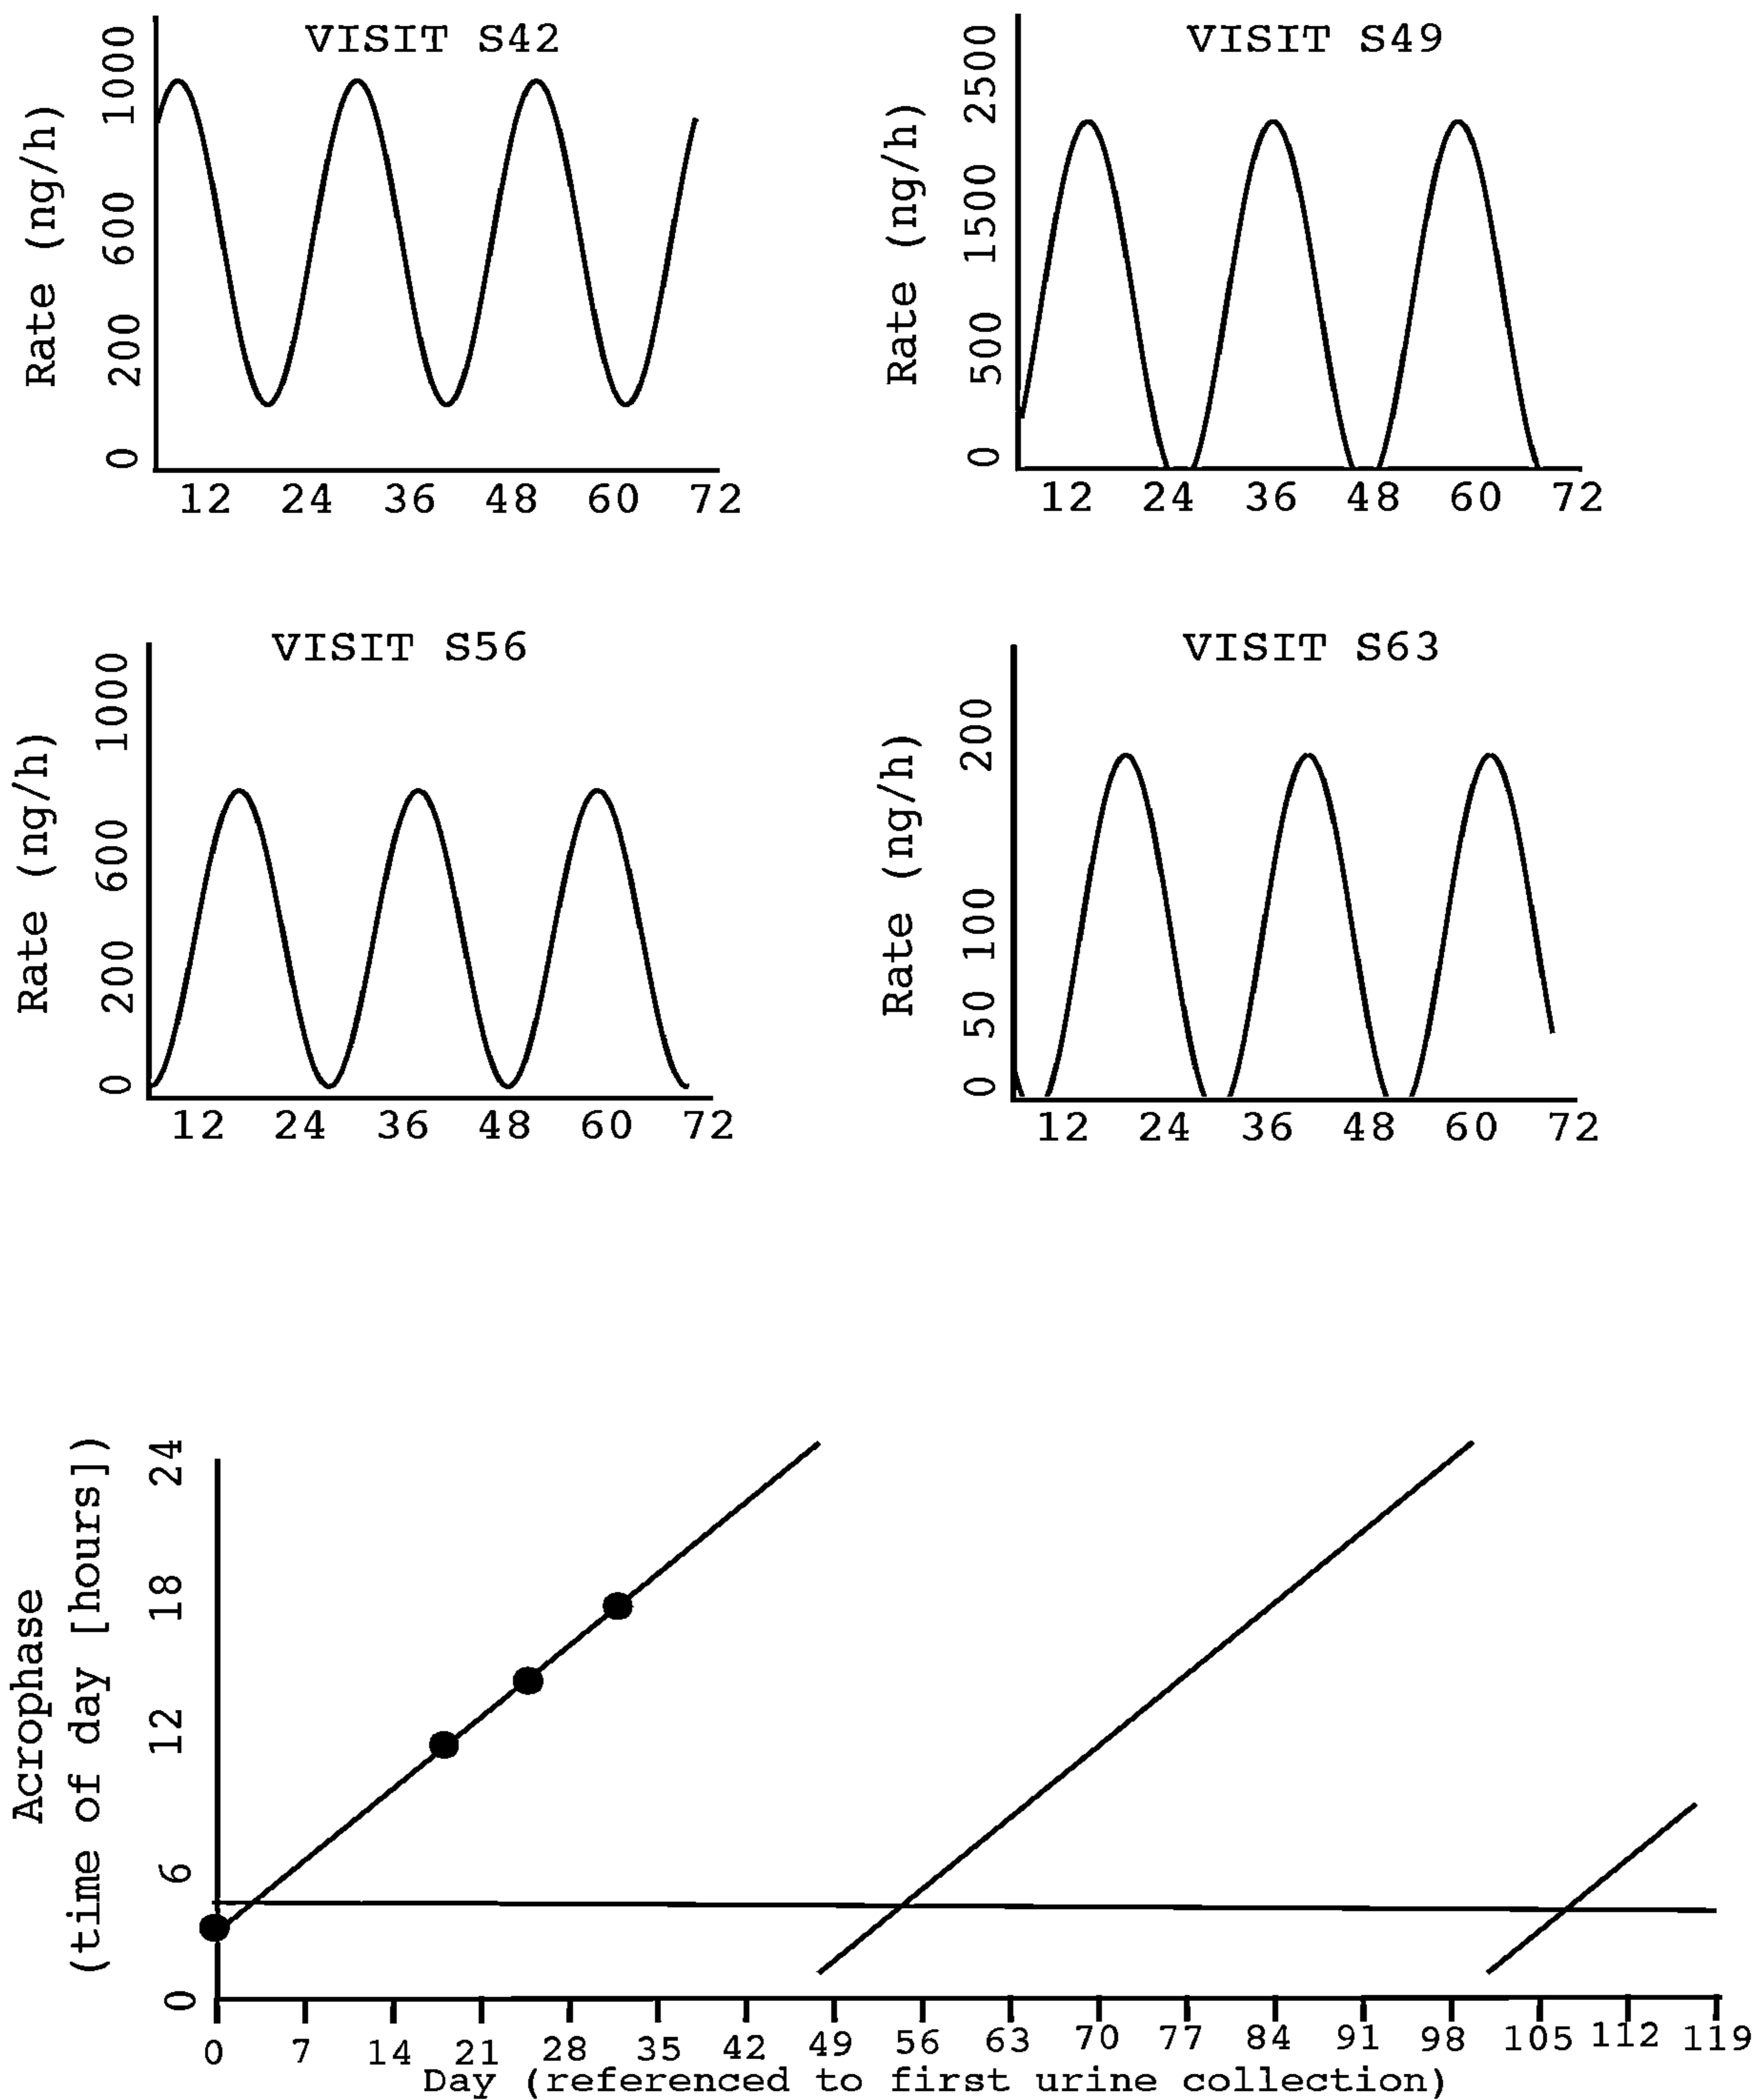 VISIT S42
Rate (ng/h)
1000
600
200
0
12 24 36 48 60 72
VISIT S49
Rate (ng/h)
2500
1500
500
0
12 24 36 48 60 72
VISIT S56
Rate (ng/h)
1000
600
200
0
12 24 36 48 60 72
VISIT S63
Rate (ng/h)
200
100
50
0
12 24 36 48 60 72
Acrophase
(time of day [hours])
24
18
12
6
0
0 7 14 21 28 35 42 49 56 63 70 77 84 91 98 105 112 119
Day (referenced to first urine collection)